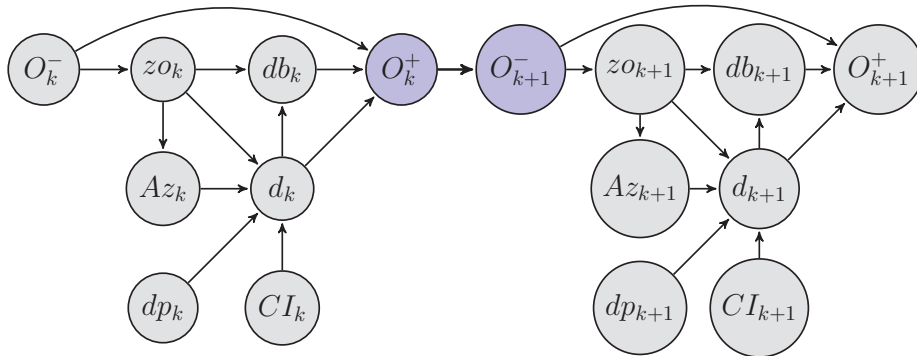 O_k^- zo_k db_k O_k^+ O_{k+1}^- zo_{k+1} db_{k+1} O_{k+1}^+
Az_k d_k Az_{k+1} d_{k+1}
dp_k CI_k dp_{k+1} CI_{k+1}